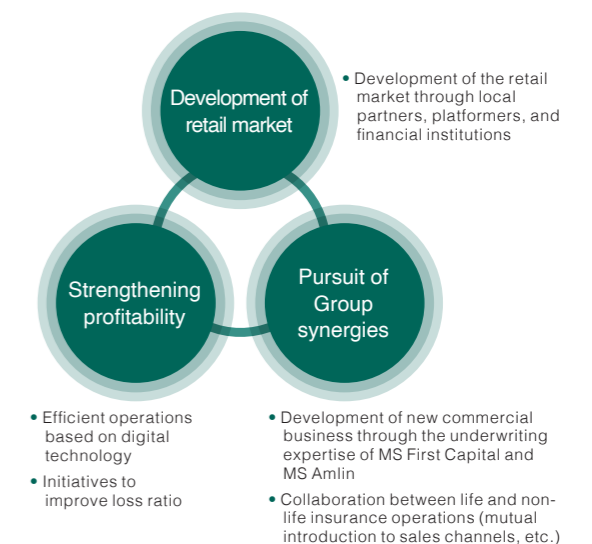 Development of
retail market
• Development of the retail
market through local
partners, platformers, and
financial institutions
Strengthening
profitability
Pursuit of
Group
synergies
• Efficient operations
based on digital
technology
• Initiatives to
improve loss ratio
• Development of new commercial
business through the underwriting
expertise of MS First Capital and
MS Amlin
• Collaboration between life and non-
life insurance operations (mutual
introduction to sales channels, etc.)